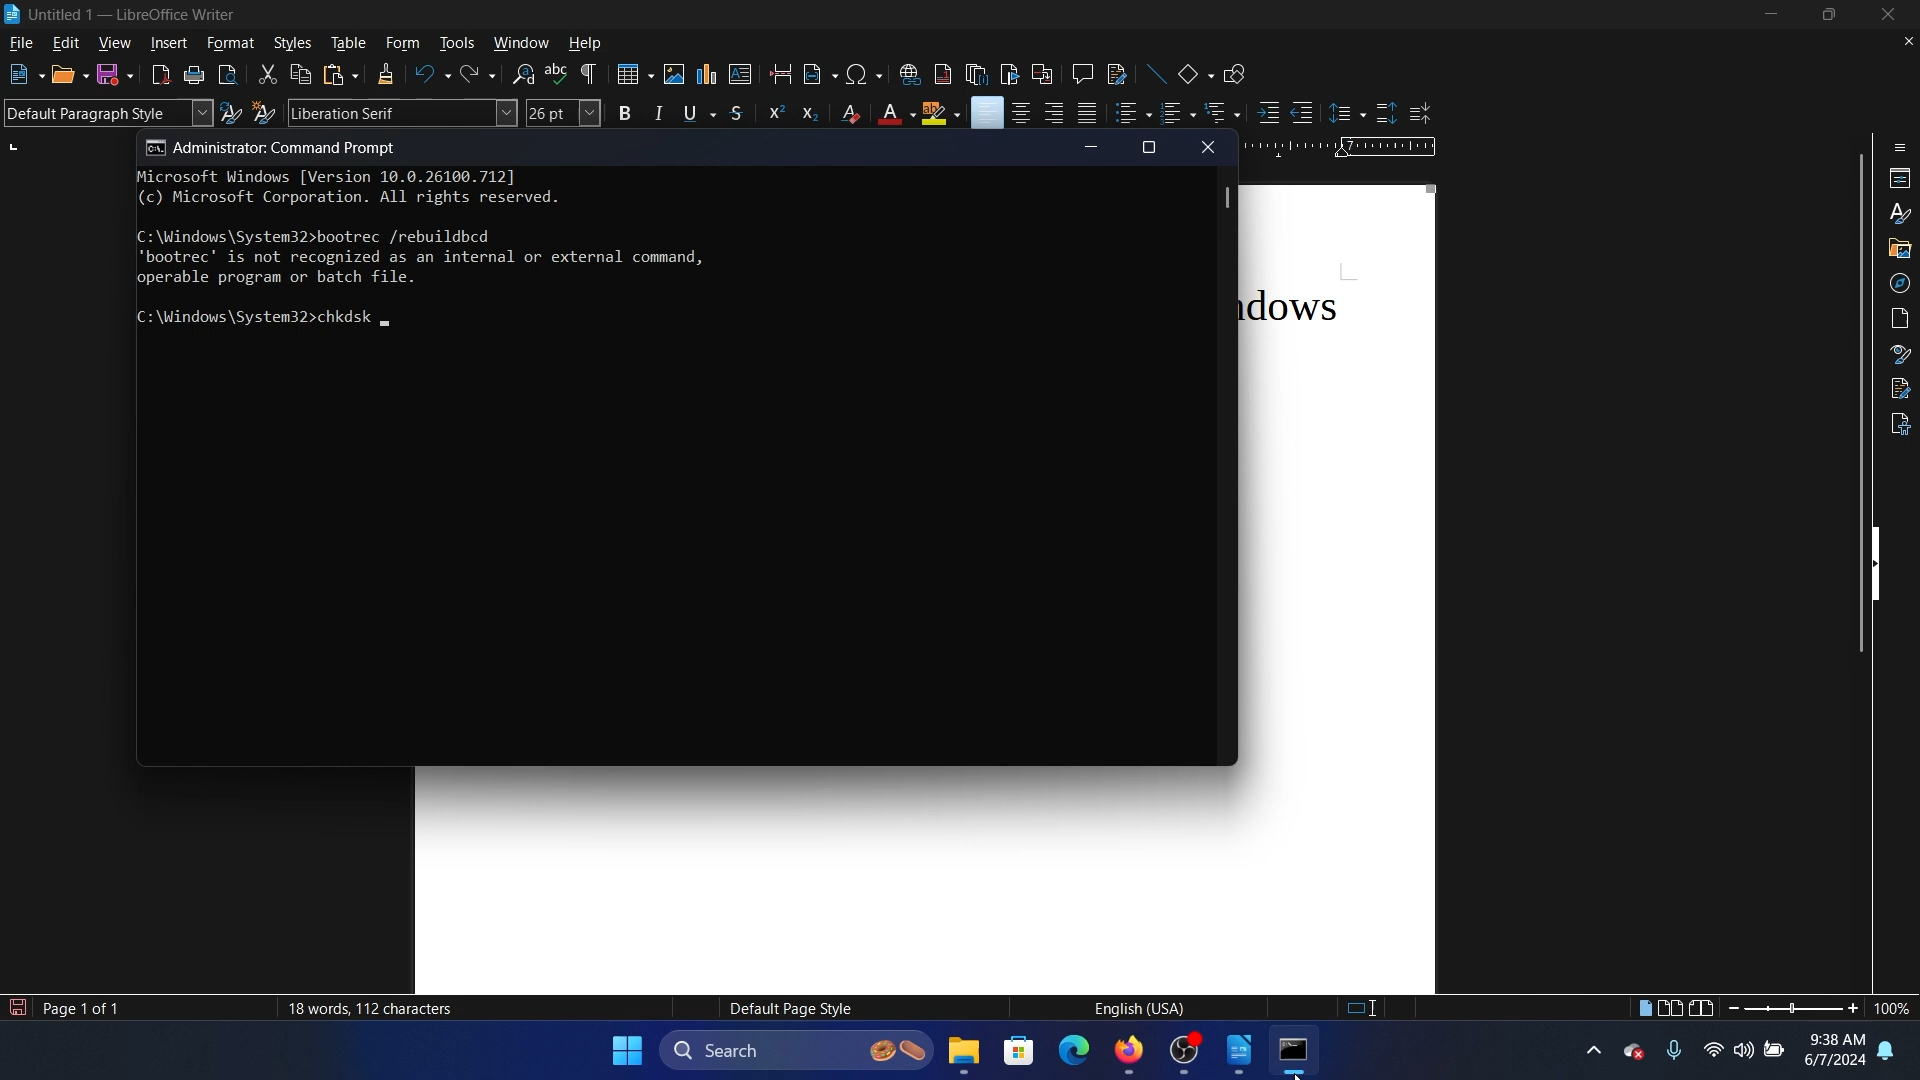 Untitled 1 — LibreOffice Writer
File Edit View Insert Format Styles Table Form Tools Window Help
Default Paragraph Style Liberation Serif 26 pt
Administrator: Command Prompt
7
Microsoft Windows [Version 10.0.26100.712]
(c) Microsoft Corporation. All rights reserved.
C:\Windows\System32>bootrec /rebuildbcd
'bootrec' is not recognized as an internal or external command,
operable program or batch file.
C:\Windows\System32>chkdsk
ndows
Page 1 of 1 18 words, 112 characters Default Page Style English (USA) 100%
Search
9:38 AM
6/7/2024